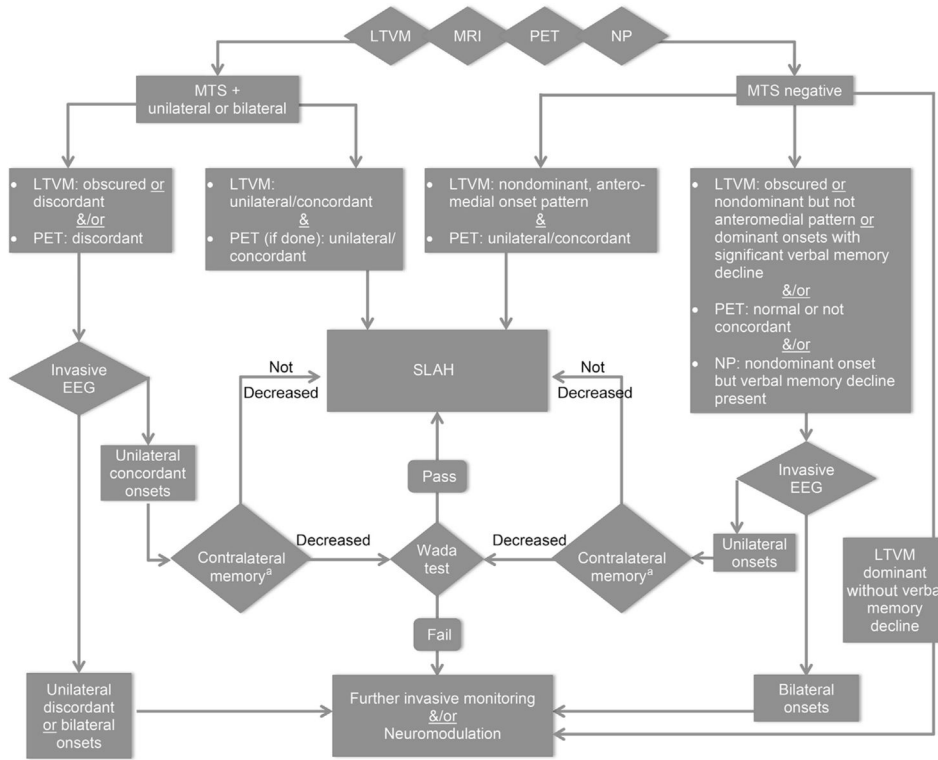 LTVM
MRI
PET
NP
MTS +
unilateral or bilateral
MTS negative
• LTVM: obscured or
discordant
&/or
• PET: discordant
• LTVM:
unilateral/concordant
&
• PET (if done): unilateral/
concordant
• LTVM: nondominant, antero-
medial onset pattern
&
• PET: unilateral/concordant
• LTVM: obscured or
nondominant but not
anteromedial pattern or
dominant onsets with
significant verbal memory
decline
&/or
• PET: normal or not
concordant
&/or
• NP: nondominant onset
but verbal memory decline
present
Invasive
EEG
Not
Decreased
SLAH
Not
Decreased
Unilateral
concordant
onsets
Pass
Invasive
EEG
Contralateral
memoryᵃ
Decreased
Wada
test
Decreased
Contralateral
memoryᵃ
Unilateral
onsets
LTVM
dominant
without verba
memory
decline
Fail
Unilateral
discordant
or bilateral
onsets
Further invasive monitoring
&/or
Neuromodulation
Bilateral
onsets